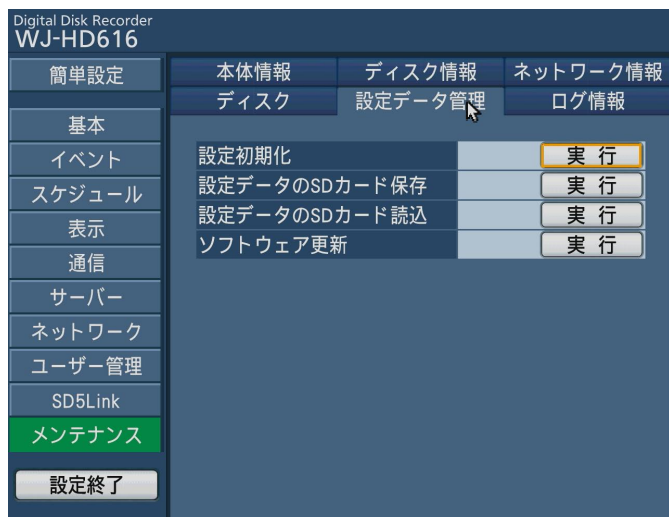 Digital Disk Recorder
WJ-HD616
簡単設定
基本
イベント
スケジュール
表示
通信
サーバー
ネットワーク
ユーザー管理
SD5Link
メンテナンス
設定終了
本体情報 ディスク情報 ネットワーク情報
ディスク 設定データ管理 ログ情報
設定初期化 実 行
設定データのSDカード保存 実 行
設定データのSDカード読込 実 行
ソフトウェア更新 実 行